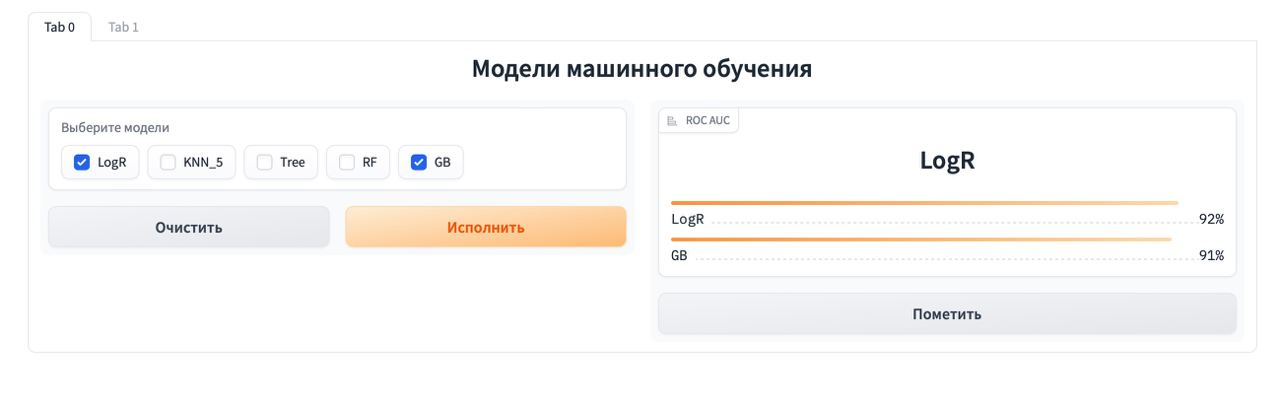 Tab 0 Tab 1
Модели машинного обучения
Выберите модели
LogR KNN_5 Tree RF GB
Очистить Исполнить
ROC AUC
LogR
LogR 92%
GB 91%
Пометить